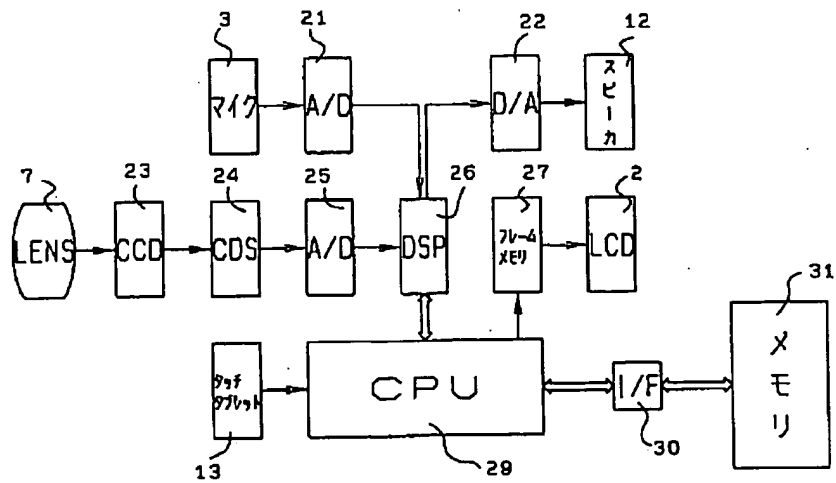 3
21
22
12
マイク
A/D
D/A
スピーカ
7
23
24
25
26
27
2
LENS
CCD
CDS
A/D
DSP
フレーム
メモリ
LCD
31
タッチ
タブレット
CPU
I/F
メモリ
13
29
30